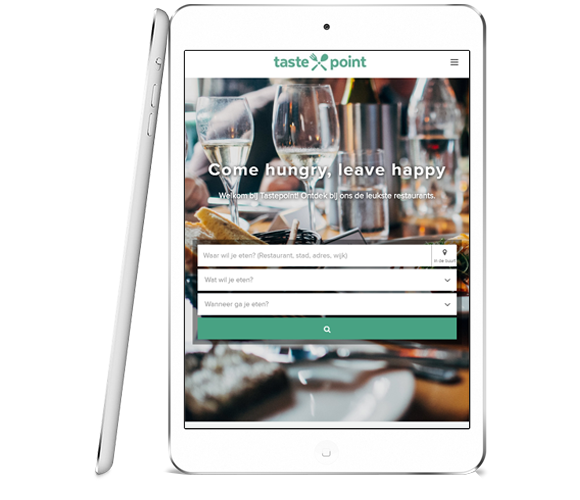 taste point
Come hungry, leave happy
Welkom bij Tastepoint! Ontdek bij ons de leukste restaurants.
Waar wil je eten? (Restaurant, stad, adres, wijk)
In de buurt
Wat wil je eten?
Wanneer ga je eten?